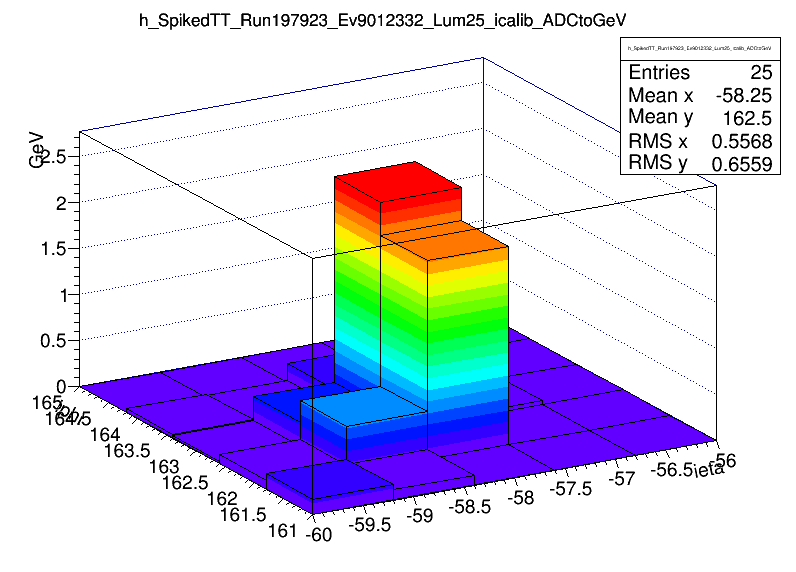 h_SpikedTT_Run197923_Ev9012332_Lum25_icalib_ADCtoGeV
h_SpikedTT_Run197923_Ev9012332_Lum25_icalib_ADCtoGeV
Entries 25
Mean x -58.25
Mean y 162.5
RMS x 0.5568
RMS y 0.6559
GeV
2.5
2
1.5
1
0.5
0
165
164.5
164
163.5
163
162.5
162
161.5
161
-60
-59.5
-59
-58.5
-58
-57.5
-57
-56.5
-56
ieta